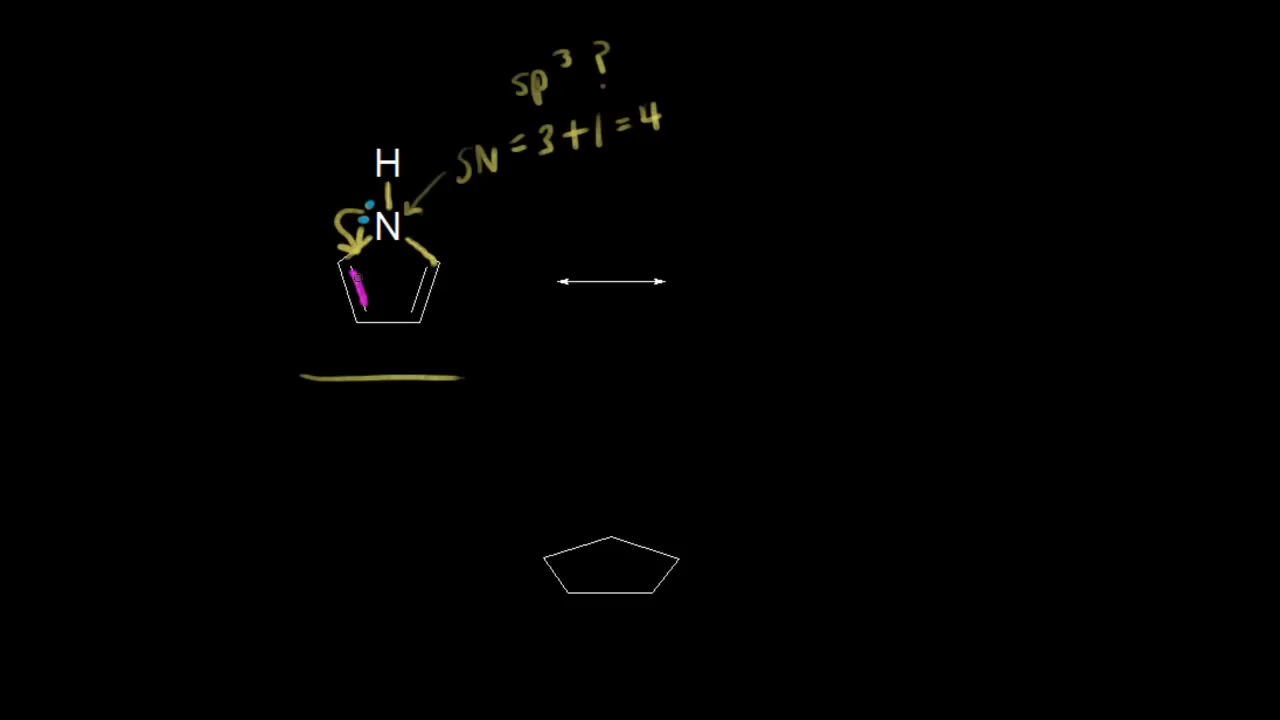 sp³ ?
SN = 3 + 1 = 4
H
N